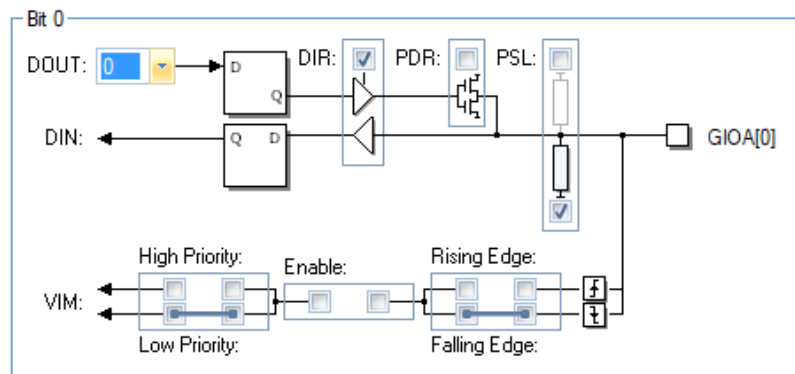 Bit 0
DOUT: 0 D Q DIR: PDR: PSL:
DIN: Q D GIOA[0]
High Priority: Enable: Rising Edge:
VIM:
Low Priority: Falling Edge: